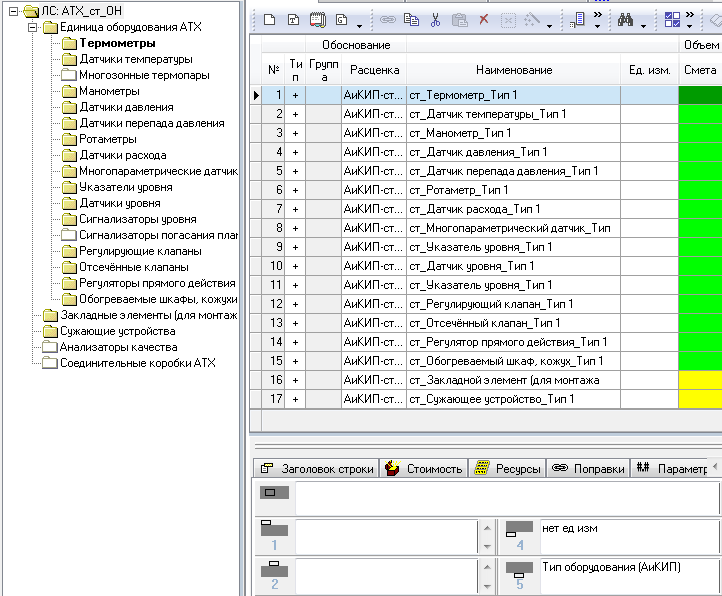 ЛС: АТХ_ст_ОН
Единица оборудования АТХ
Термометры
Датчики температуры
Многозонные термопары
Манометры
Датчики давления
Датчики перепада давления
Ротаметры
Датчики расхода
Многопараметрические датчик
Указатели уровня
Датчики уровня
Сигнализаторы уровня
Сигнализаторы погасания плам
Регулирующие клапаны
Отсечённые клапаны
Регуляторы прямого действия
Обогреваемые шкафы, кожухи
Закладные элементы (для монтаж
Сужающие устройства
Анализаторы качества
Соединительные коробки АТХ
Обоснование Объем
№ Ти п Групп а Расценка Наименование Ед. изм. Смета
1 + АиКИП-ст... ст_Термометр_Тип 1
2 + АиКИП-ст... ст_Датчик температуры_Тип 1
3 + АиКИП-ст... ст_Манометр_Тип 1
4 + АиКИП-ст... ст_Датчик давления_Тип 1
5 + АиКИП-ст... ст_Датчик перепада давления_Тип 1
6 + АиКИП-ст... ст_Ротаметр_Тип 1
7 + АиКИП-ст... ст_Датчик расхода_Тип 1
8 + АиКИП-ст... ст_Многопараметрический датчик_Тип
9 + АиКИП-ст... ст_Указатель уровня_Тип 1
10 + АиКИП-ст... ст_Датчик уровня_Тип 1
11 + АиКИП-ст... ст_Указатель уровня_Тип 1
12 + АиКИП-ст... ст_Регулирующий клапан_Тип 1
13 + АиКИП-ст... ст_Отсечённый клапан_Тип 1
14 + АиКИП-ст... ст_Регулятор прямого действия_Тип 1
15 + АиКИП-ст... ст_Обогреваемый шкаф, кожух_Тип 1
16 + АиКИП-ст... ст_Закладной элемент (для монтажа
17 + АиКИП-ст... ст_Сужающее устройство_Тип 1
Заголовок строки Стоимость Ресурсы Поправки Параметр
1 4 нет ед изм
2 5 Тип оборудования (АиКИП)